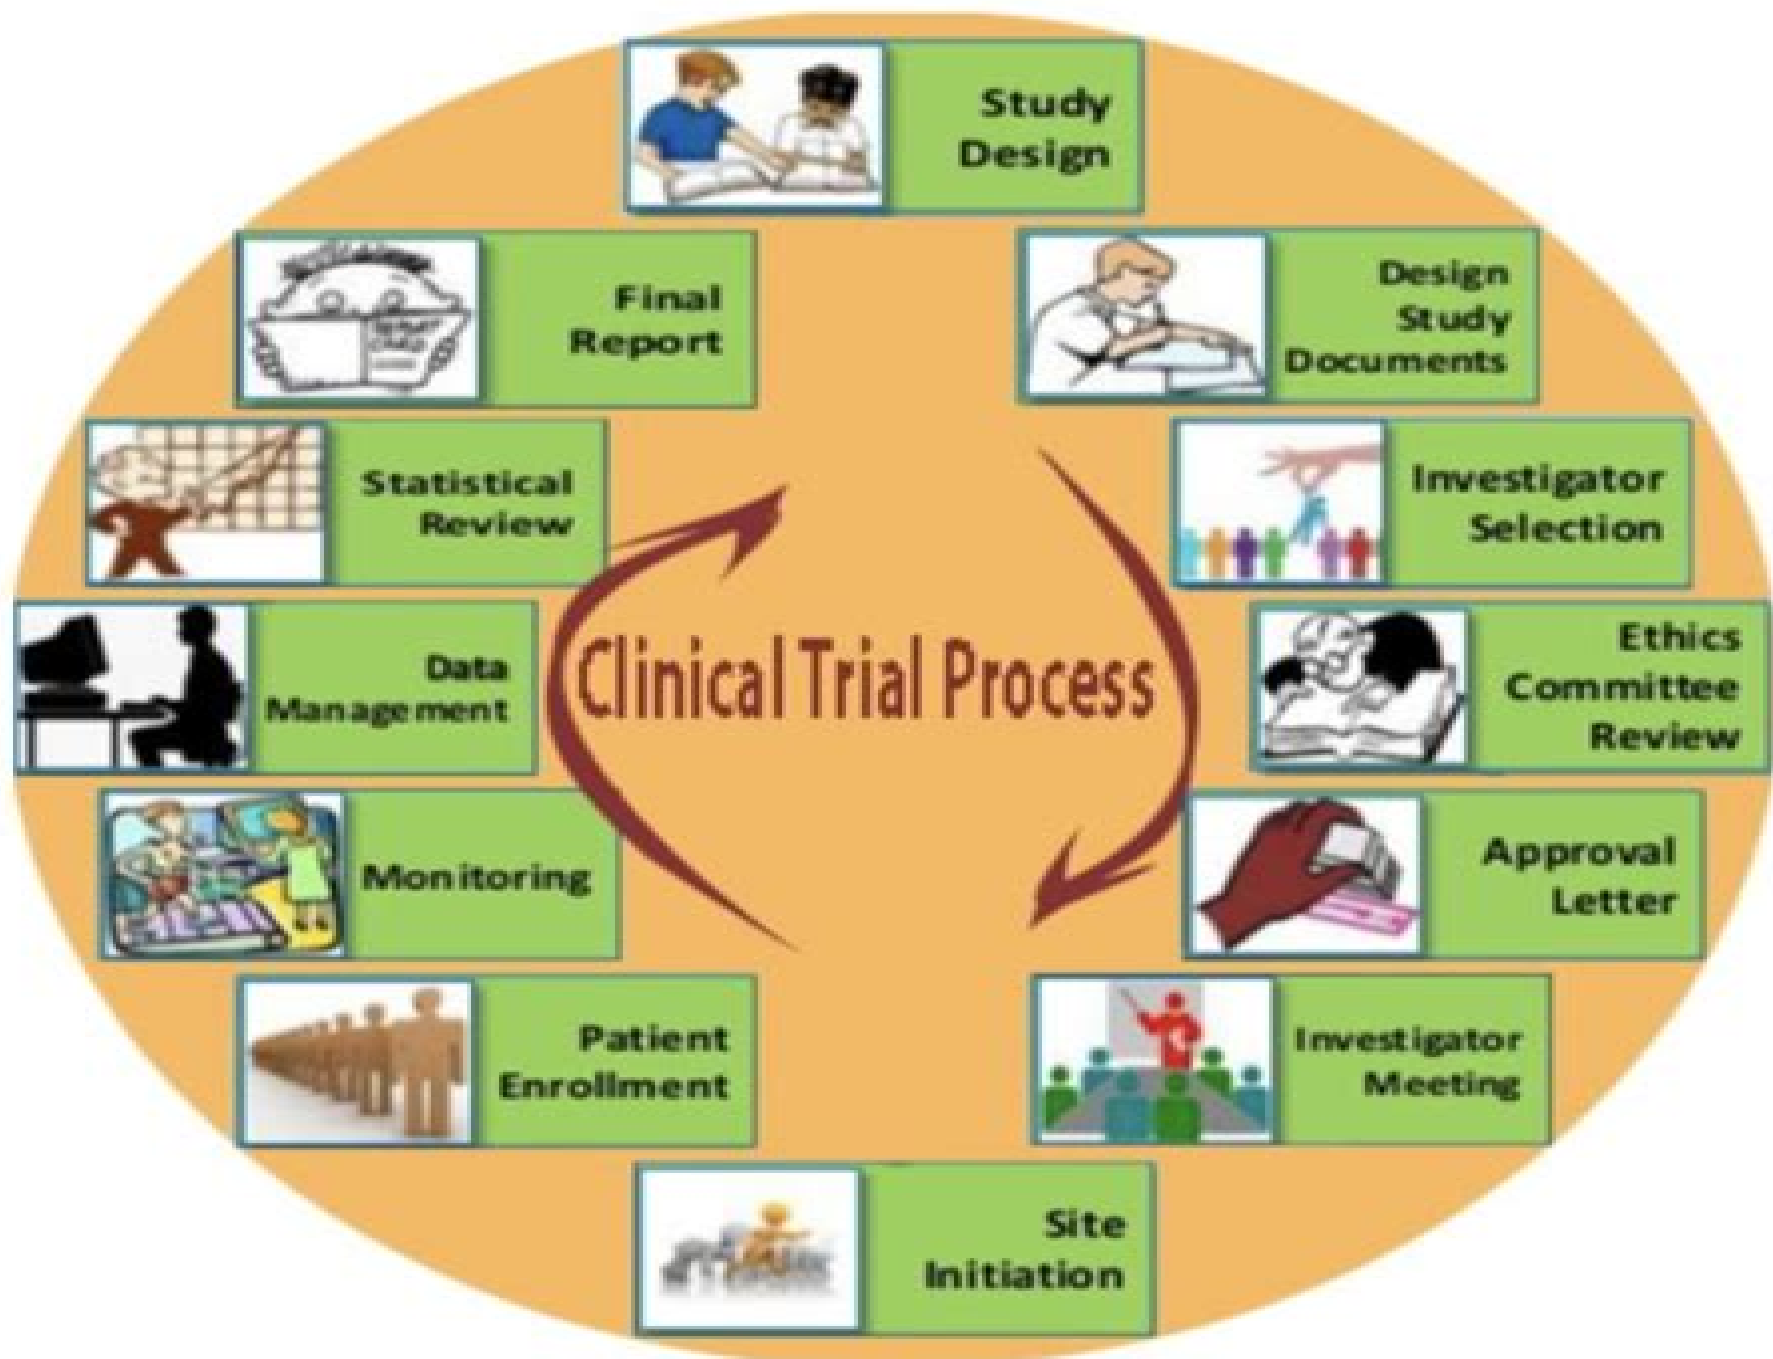 Study
Design
Design
Study
Documents
Investigator
Selection
Ethics
Committee
Review
Approval
Letter
Investigator
Meeting
Site
Initiation
Patient
Enrollment
Monitoring
Data
Management
Statistical
Review
Final
Report
Clinical Trial Process